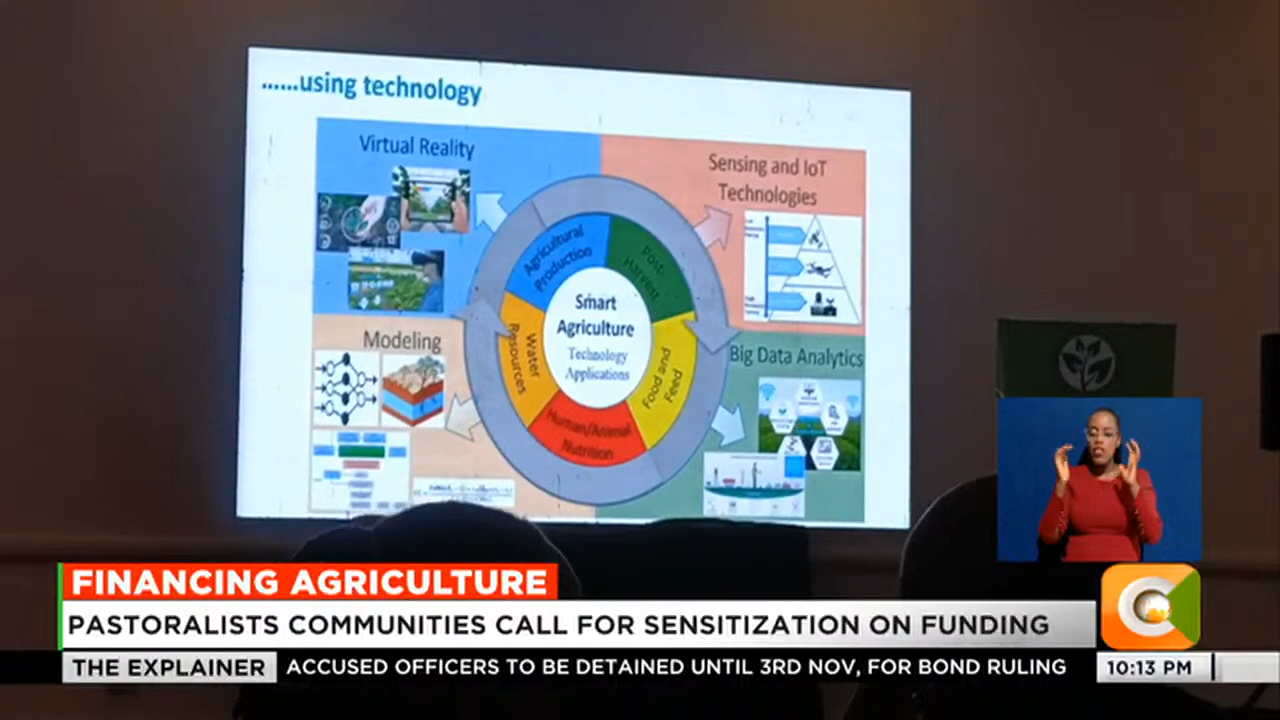 ......using technology
Virtual Reality
Sensing and IoT
Technologies
Agricultural
Production
Post-
Harvest
Smart
Agriculture
Technology
Applications
Modeling
Water
Resources
Food and
Feed
Big Data Analytics
Human/Animal
Nutrition
FINANCING AGRICULTURE
PASTORALISTS COMMUNITIES CALL FOR SENSITIZATION ON FUNDING
THE EXPLAINER
ACCUSED OFFICERS TO BE DETAINED UNTIL 3RD NOV, FOR BOND RULING
10:13 PM